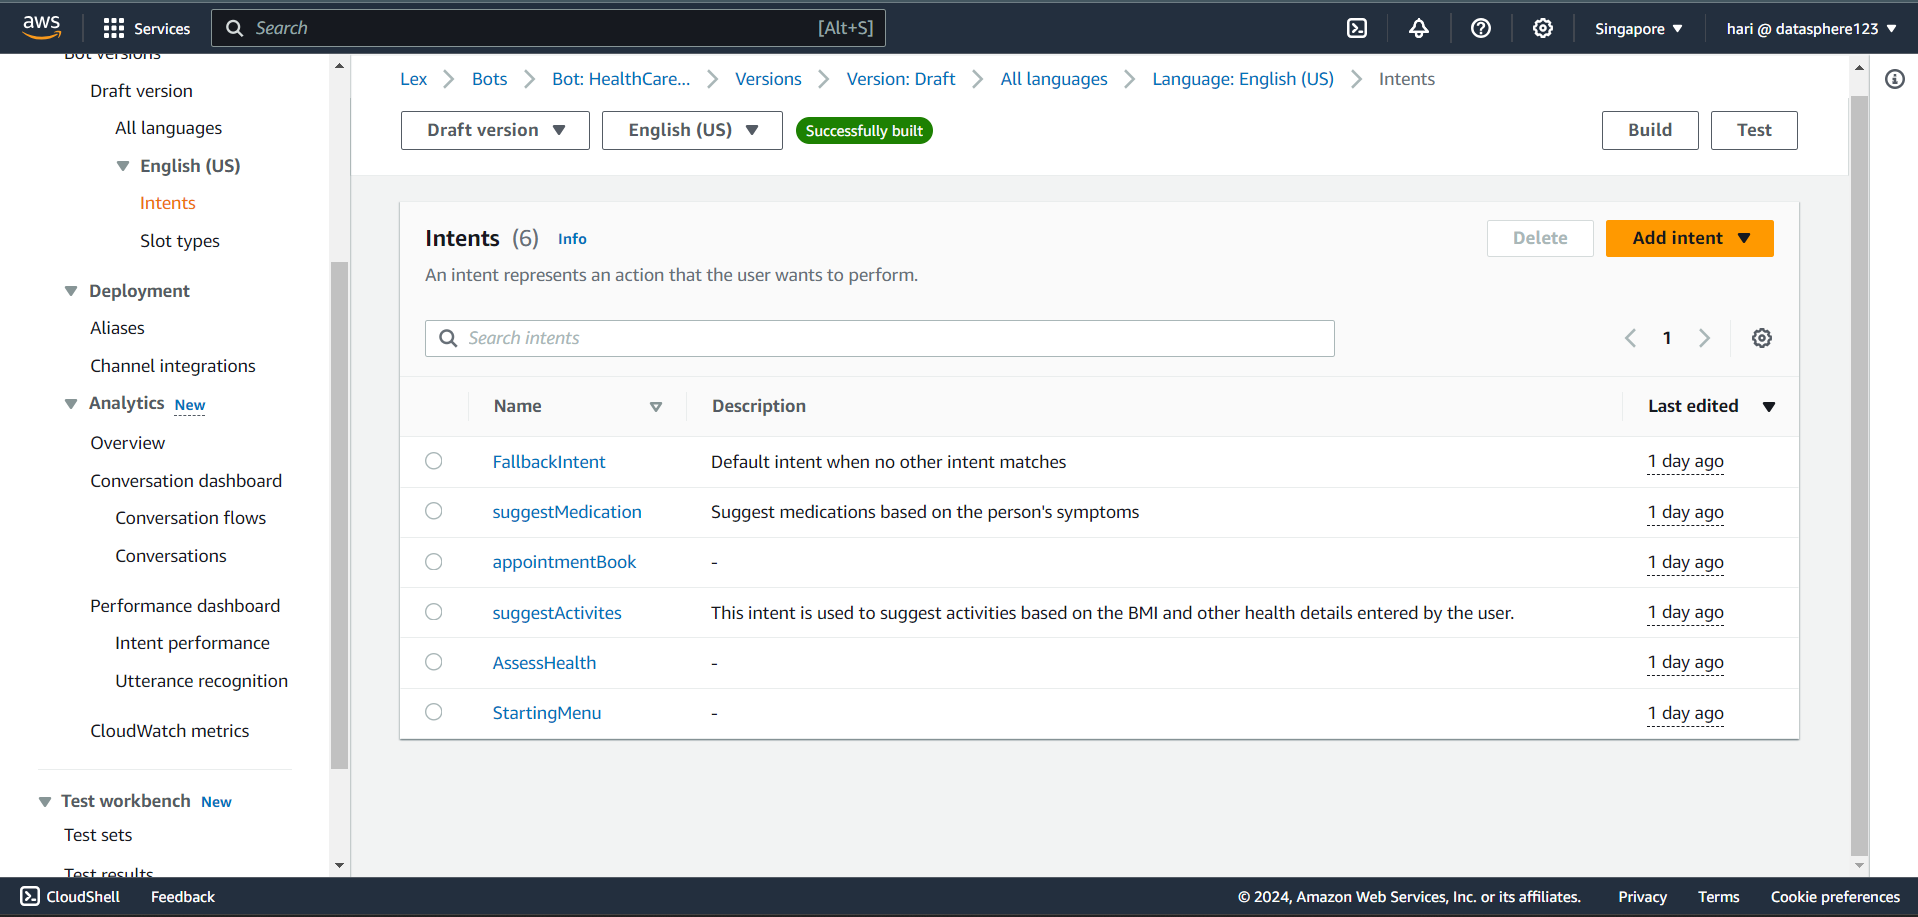 aws
Services
Search
[Alt+S]
Singapore
hari @ datasphere123
Bot versions
Draft version
All languages
English (US)
Intents
Slot types
Deployment
Aliases
Channel integrations
Analytics New
Overview
Conversation dashboard
Conversation flows
Conversations
Performance dashboard
Intent performance
Utterance recognition
CloudWatch metrics
Test workbench New
Test sets
Test results
Lex Bots Bot: HealthCare... Versions Version: Draft All languages Language: English (US) Intents
Draft version English (US) Successfully built Build Test
Intents (6) Info Delete Add intent
An intent represents an action that the user wants to perform.
Search intents 1
Name Description Last edited
FallbackIntent Default intent when no other intent matches 1 day ago
suggestMedication Suggest medications based on the person's symptoms 1 day ago
appointmentBook - 1 day ago
suggestActivites This intent is used to suggest activities based on the BMI and other health details entered by the user. 1 day ago
AssessHealth - 1 day ago
StartingMenu - 1 day ago
CloudShell Feedback © 2024, Amazon Web Services, Inc. or its affiliates. Privacy Terms Cookie preferences